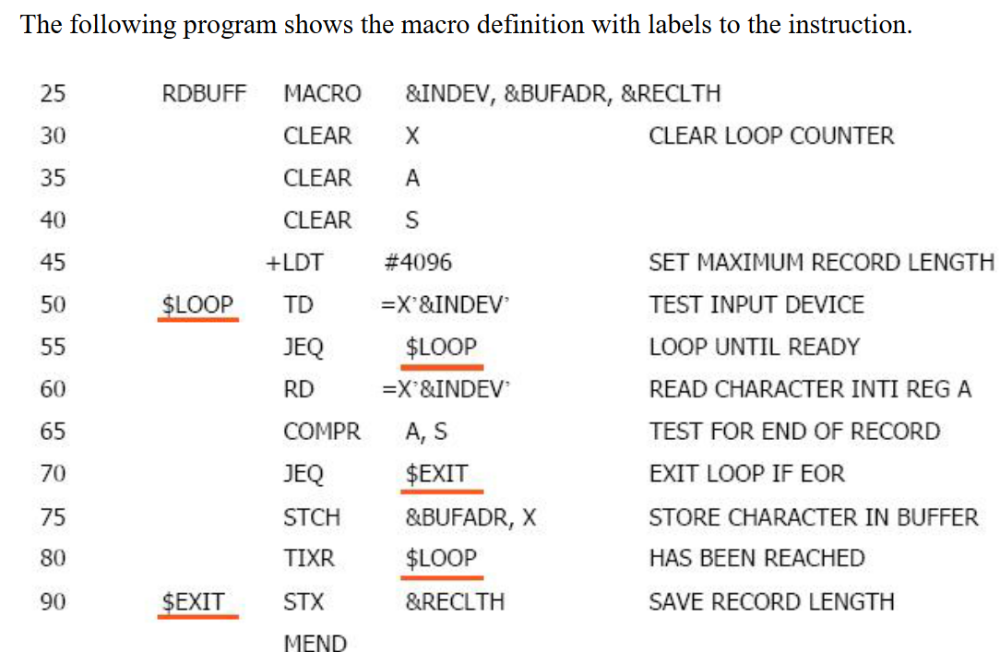 The following program shows the macro definition with labels to the instruction.
25 RDBUFF MACRO &INDEV, &BUFADR, &RECLTH
30 CLEAR X CLEAR LOOP COUNTER
35 CLEAR A
40 CLEAR S
45 +LDT #4096 SET MAXIMUM RECORD LENGTH
50 $LOOP TD =X’&INDEV’ TEST INPUT DEVICE
55 JEQ $LOOP LOOP UNTIL READY
60 RD =X’&INDEV’ READ CHARACTER INTI REG A
65 COMPR A, S TEST FOR END OF RECORD
70 JEQ $EXIT EXIT LOOP IF EOR
75 STCH &BUFADR, X STORE CHARACTER IN BUFFER
80 TIXR $LOOP HAS BEEN REACHED
90 $EXIT STX &RECLTH SAVE RECORD LENGTH
MEND